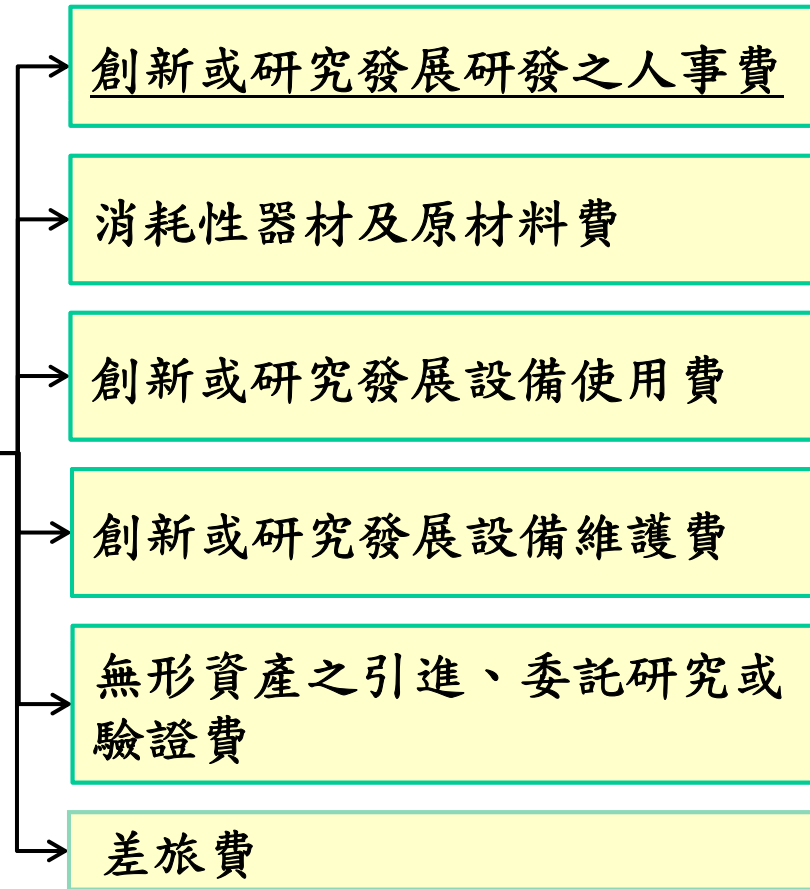 創新或研究發展研發之人事費
消耗性器材及原材料費
創新或研究發展設備使用費
創新或研究發展設備維護費
無形資產之引進、委託研究或
驗證費
差旅費